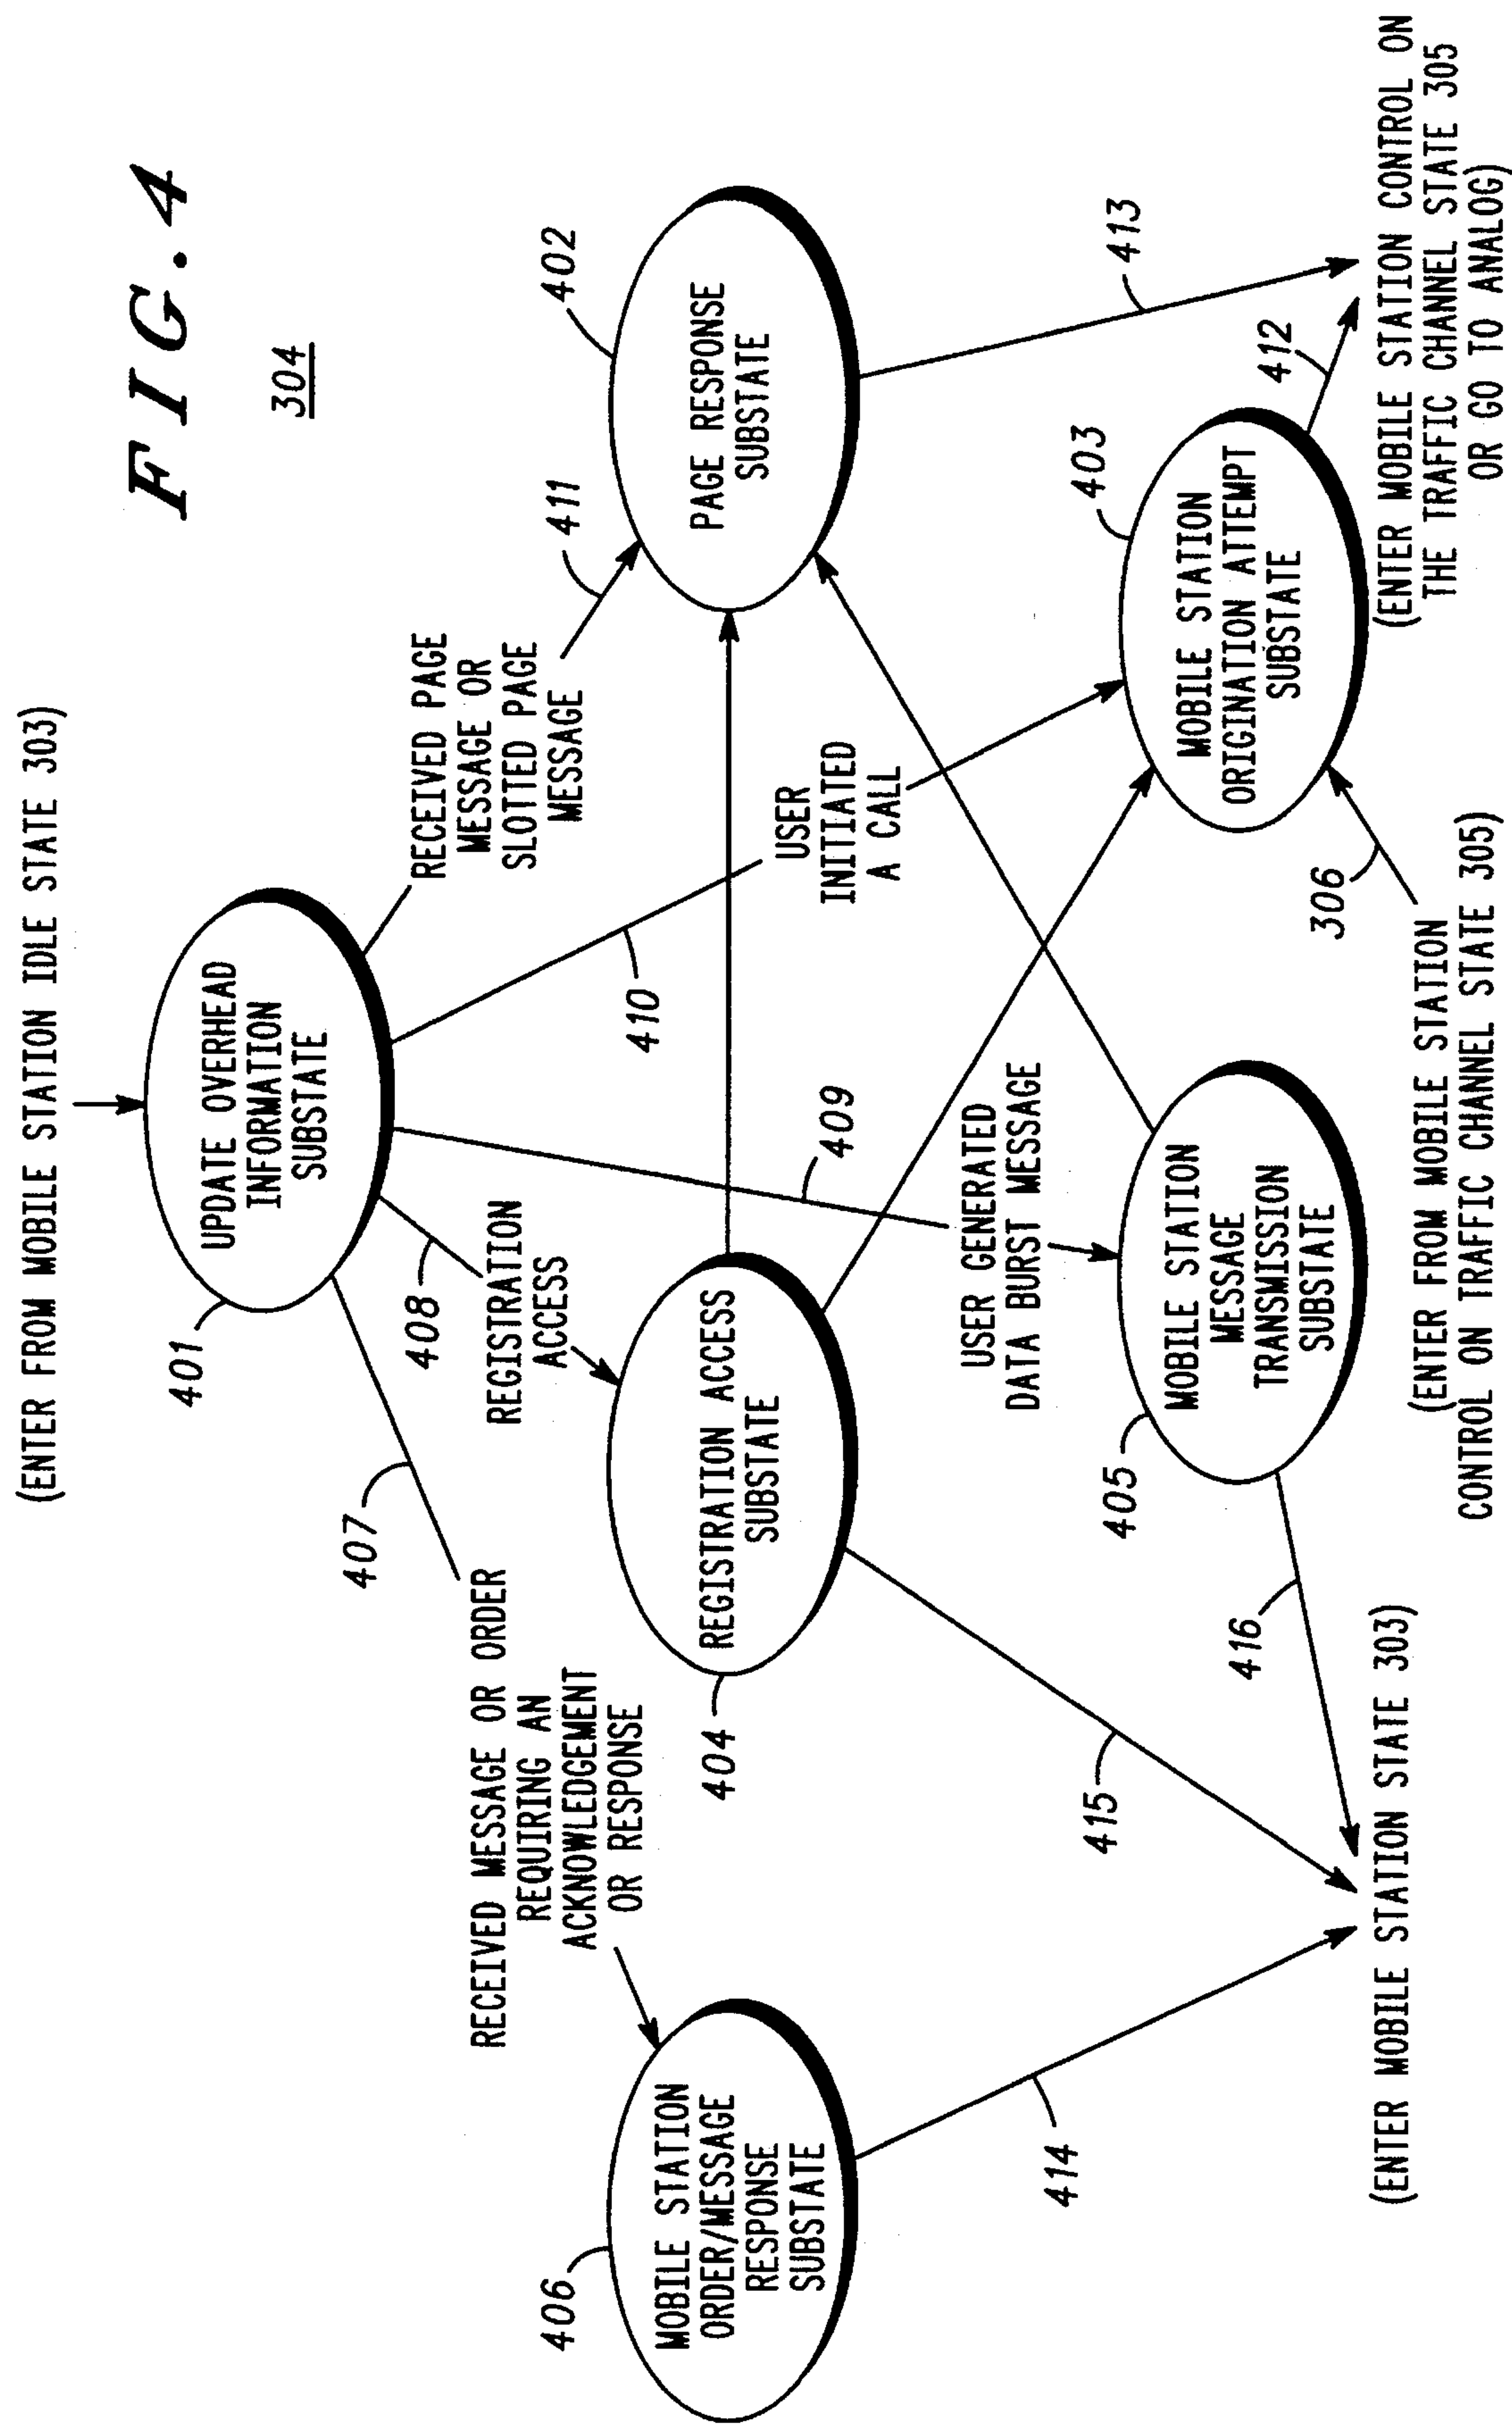 FIG. 4
304
(ENTER FROM MOBILE STATION IDLE STATE 303)
401
UPDATE OVERHEAD
INFORMATION
SUBSTATE
407
408
RECEIVED MESSAGE OR ORDER
REQUIRING AN
ACKNOWLEDGEMENT
OR RESPONSE
REGISTRATION
ACCESS
RECEIVED PAGE
MESSAGE OR
SLOTTED PAGE
MESSAGE
411
402
406
MOBILE STATION
ORDER/MESSAGE
RESPONSE
SUBSTATE
404
REGISTRATION ACCESS
SUBSTATE
410
PAGE RESPONSE
SUBSTATE
409
USER
INITIATED
A CALL
USER GENERATED
DATA BURST MESSAGE
414
415
405
403
413
MOBILE STATION
MESSAGE
TRANSMISSION
SUBSTATE
MOBILE STATION
ORIGINATION ATTEMPT
SUBSTATE
416
306
412
(ENTER MOBILE STATION STATE 303)
(ENTER FROM MOBILE STATION
CONTROL ON TRAFFIC CHANNEL STATE 305)
(ENTER MOBILE STATION CONTROL ON
THE TRAFFIC CHANNEL STATE 305
OR GO TO ANALOG)